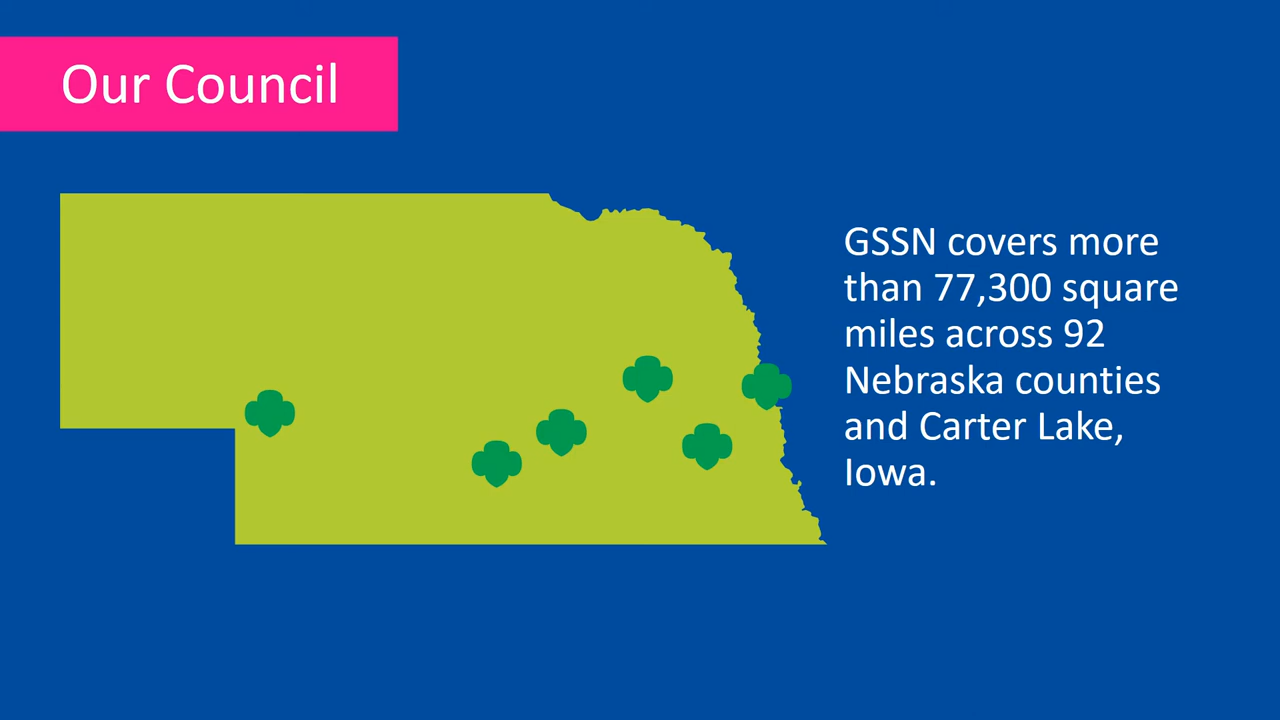 Our Council
GSSN covers more
than 77,300 square
miles across 92
Nebraska counties
and Carter Lake,
Iowa.